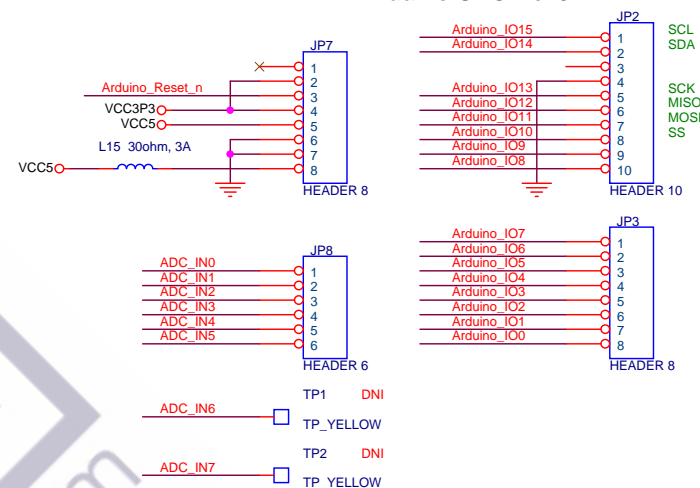 JP7
1
2
Arduino_Reset_n 3
VCC3P3 4
VCC5 5
6
L15 30ohm, 3A 7
VCC5 8
HEADER 8
JP2
Arduino_IO15 1 SCL
Arduino_IO14 2 SDA
3
4
Arduino_IO13 5 SCK
Arduino_IO12 6 MISO
Arduino_IO11 7 MOSI
Arduino_IO10 8 SS
Arduino_IO9 9
Arduino_IO8 10
HEADER 10
JP8
ADC_IN0 1
ADC_IN1 2
ADC_IN2 3
ADC_IN3 4
ADC_IN4 5
ADC_IN5 6
HEADER 6
JP3
Arduino_IO7 1
Arduino_IO6 2
Arduino_IO5 3
Arduino_IO4 4
Arduino_IO3 5
Arduino_IO2 6
Arduino_IO1 7
Arduino_IO0 8
HEADER 8
TP1 DNI
ADC_IN6
TP_YELLOW
TP2 DNI
ADC_IN7
TP_YELLOW